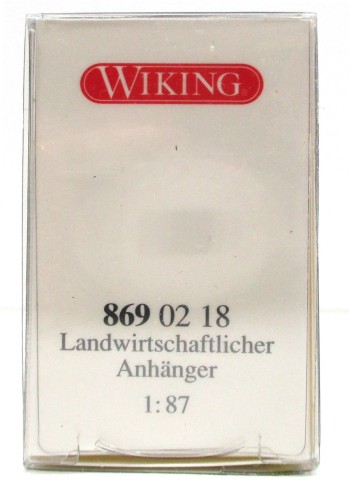 WIKING
869 02 18
Landwirtschaftlicher
Anhänger
1:87